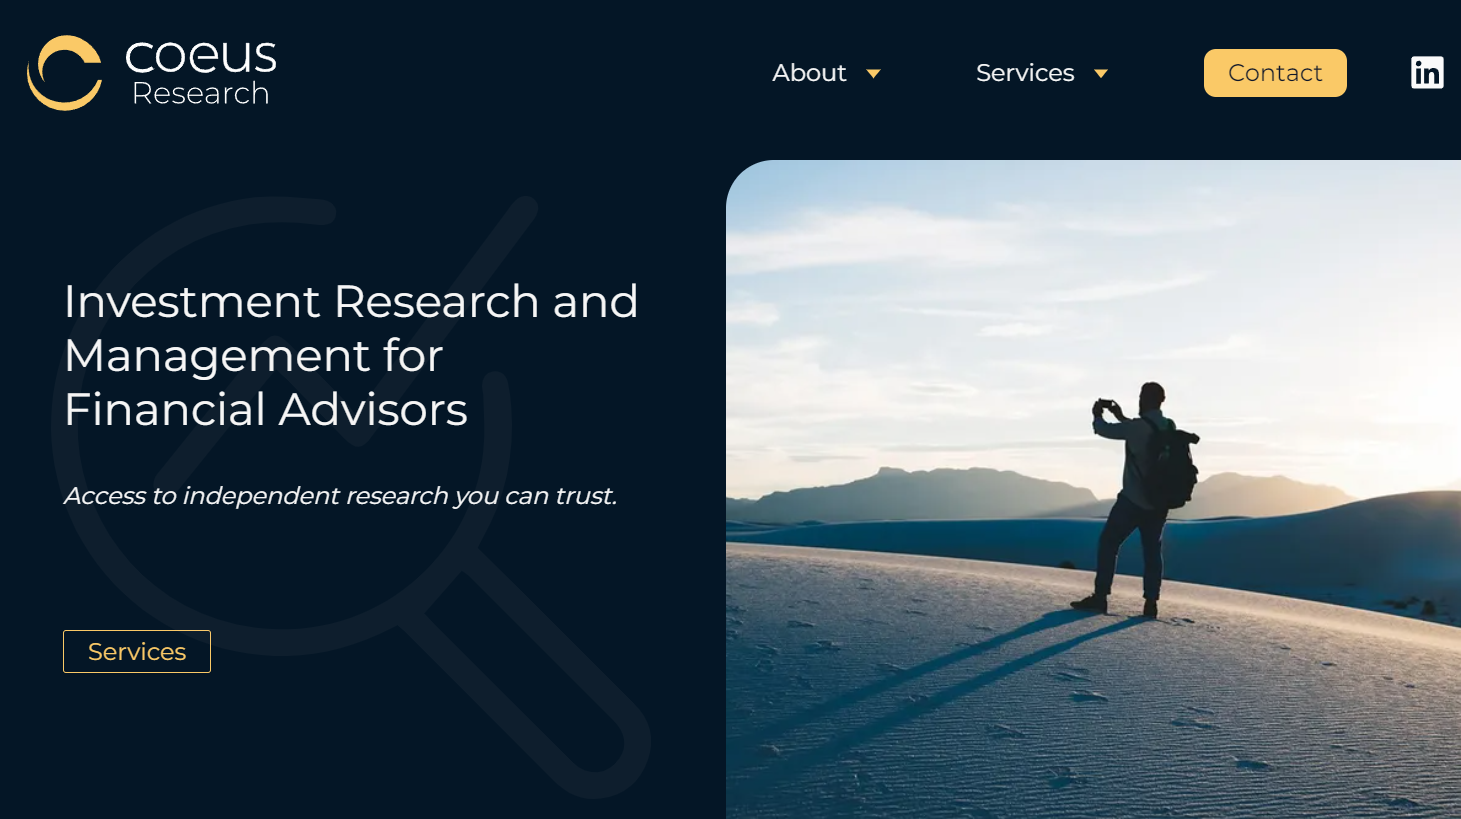 coeus
Research
About
Services
Contact
in
Investment Research and
Management for
Financial Advisors
Access to independent research you can trust.
Services